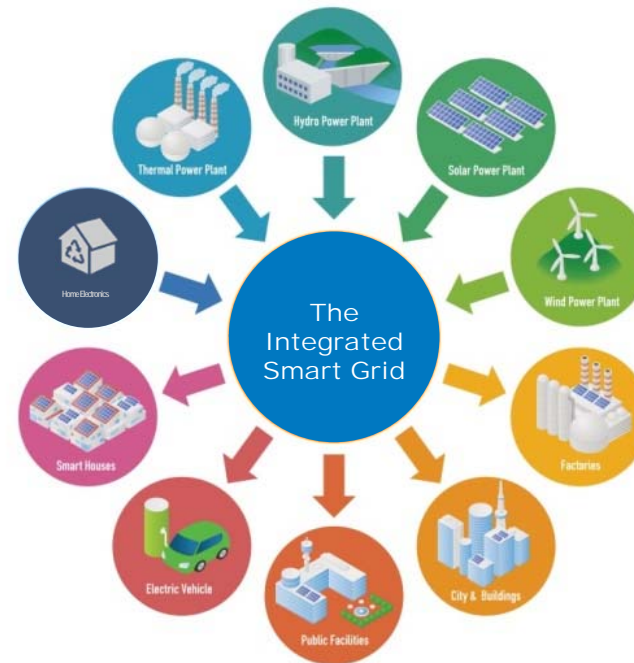 Hydro Power Plant
Thermal Power Plant
Solar Power Plant
Home Electronics
Wind Power Plant
The
Integrated
Smart Grid
Smart Houses
Factories
Electric Vehicle
City & Buildings
Public Facilities